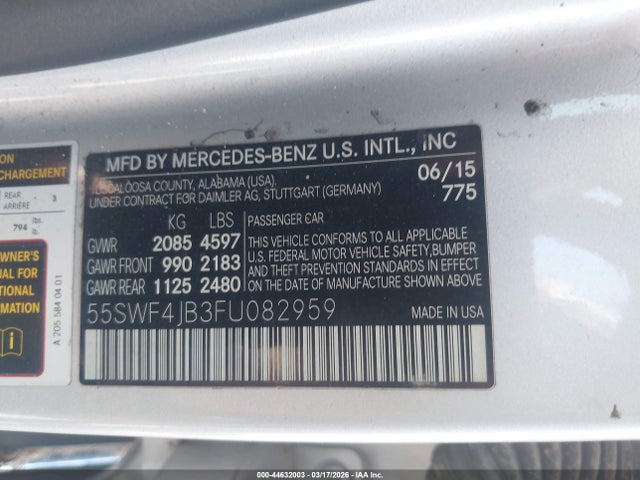 ON
CHARGEMENT
REAR 3
ARRIÈRE
794 lbs.
lb.
OWNER'S
MANUAL FOR
INFORMATION
A 205 584 04 01
MFD BY MERCEDES-BENZ U.S. INTL., INC
COUNTY, ALABAMA (USA). 06/15
UNDER CONTRACT FOR DAIMLER AG, STUTTGART (GERMANY) 775
KG LBS PASSENGER CAR
GVWR 2085 4597
GAWR FRONT 990 2183
GAWR REAR 1125 2480
THIS VEHICLE CONFORMS TO ALL APPLICABLE
U.S. FEDERAL MOTOR VEHICLE SAFETY, BUMPER
AND THEFT PREVENTION STANDARDS IN EFFECT
ON THE DATE OF MANUFACTURE SHOWN ABOVE
55SWF4JB3FU082959 MADE IN USA
000-44632003 — 03/17/2026 — IAA Inc.